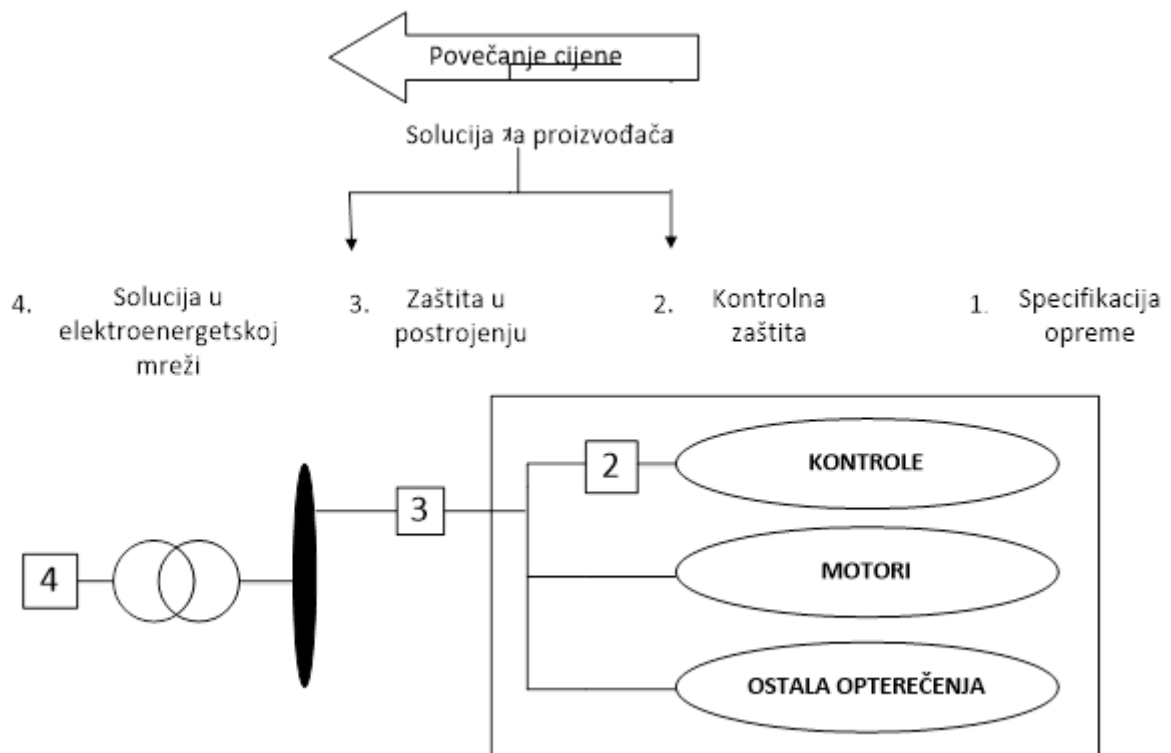 Povečanje cijene
Solucija za proizvođača
4.
Solucija u
elektroenergetskoj
mreži
3.
Zaštita u
postrojenju
2.
Kontrolna
zaštita
1.
Specifikacija
opreme
2
KONTROLE
3
4
MOTORI
OSTALA OPTEREČENJA